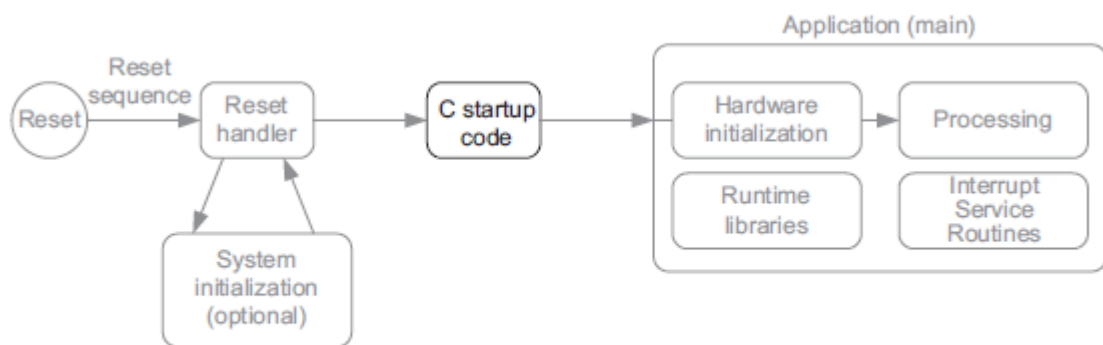 Application (main)
Reset
sequence
Reset
Reset
handler
C startup
code
Hardware
initialization
Processing
Runtime
libraries
Interrupt
Service
Routines
System
initialization
(optional)